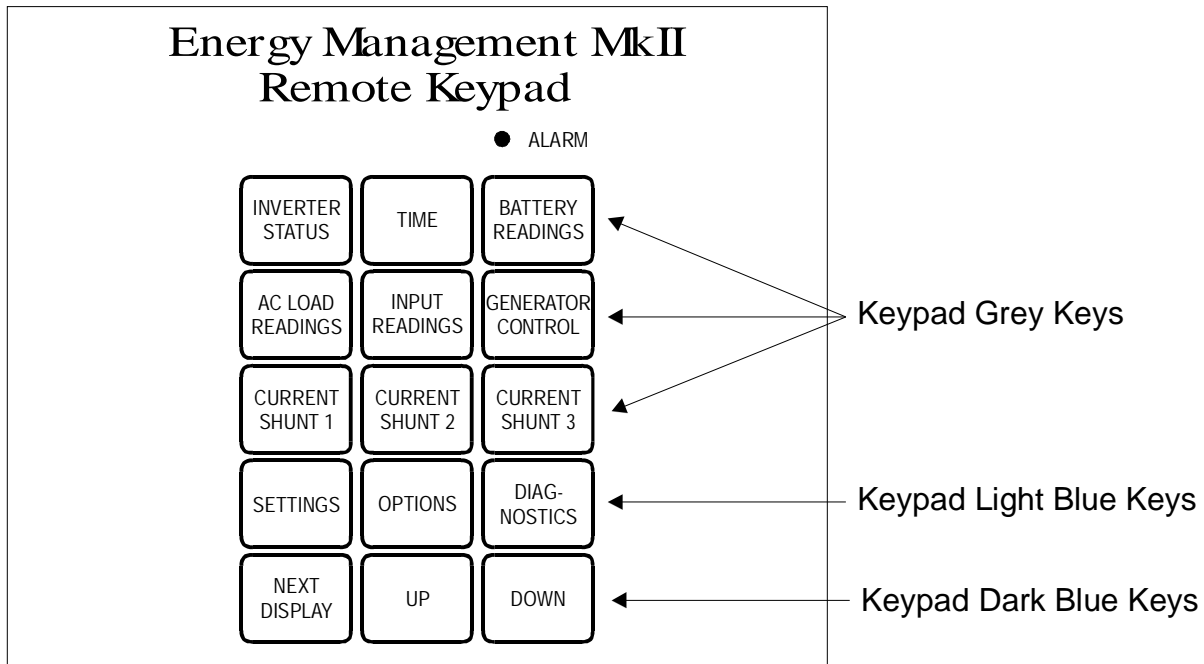 Energy Management MkII
Remote Keypad
ALARM
INVERTER
STATUS
TIME
BATTERY
READINGS
AC LOAD
READINGS
INPUT
READINGS
GENERATOR
CONTROL
Keypad Grey Keys
CURRENT
SHUNT 1
CURRENT
SHUNT 2
CURRENT
SHUNT 3
SETTINGS
OPTIONS
DIAG-
NOSTICS
Keypad Light Blue Keys
NEXT
DISPLAY
UP
DOWN
Keypad Dark Blue Keys